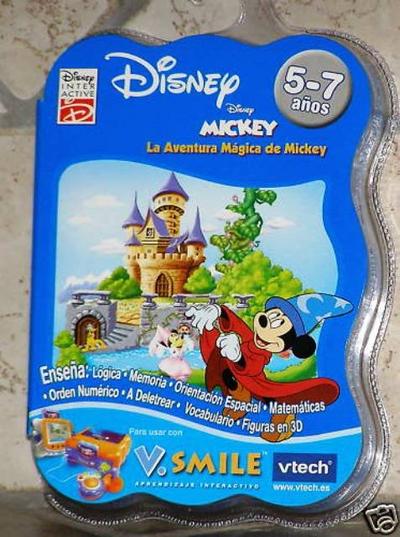 Disney
INTER
ACTIVE
Disney
5-7
años
Disney
MICKEY
La Aventura Mágica de Mickey
Enseña: Lógica • Memoria • Orientación Espacial • Matemáticas
• Orden Numérico • A Deletrear • Vocabulario • Figuras en 3D
Para usar con
V.SMILE™
APRENDIZAJE INTERACTIVO
vtech®
www.vtech.es